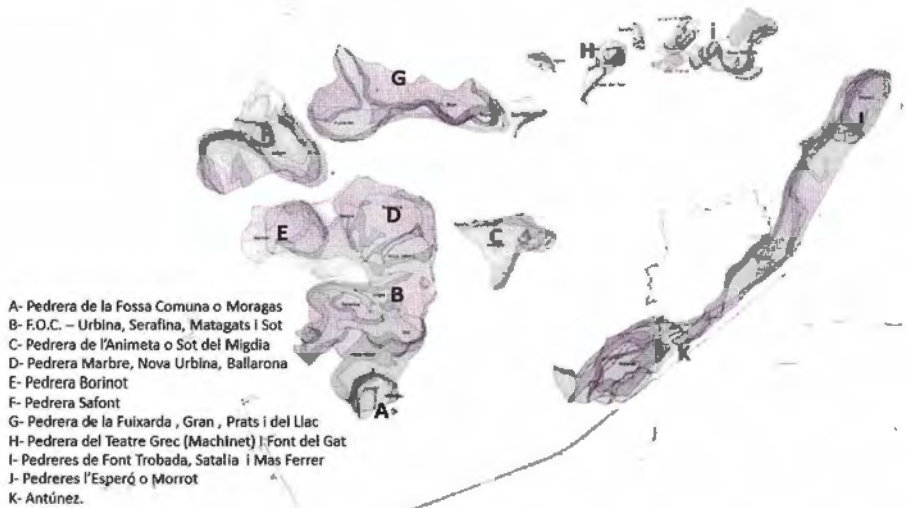 H
i
G
I
F
D
E
C
B
K
A
A- Pedrera de la Fossa Comuna o Moragas
B- F.O.C. – Urbina, Serafina, Matagats i Sot
C- Pedrera de l'Animeta o Sot del Migdia
D- Pedrera Marbre, Nova Urbina, Ballarona
E- Pedrera Borinot
F- Pedrera Safont
G- Pedrera de la Fuixarda , Gran , Prats i del Llac
H- Pedrera del Teatre Grec (Machinet) I Font del Gat
I- Pedreres de Font Trobada, Satalia i Mas Ferrer
J- Pedreres l'Esperó o Morrot
K- Antúnez.